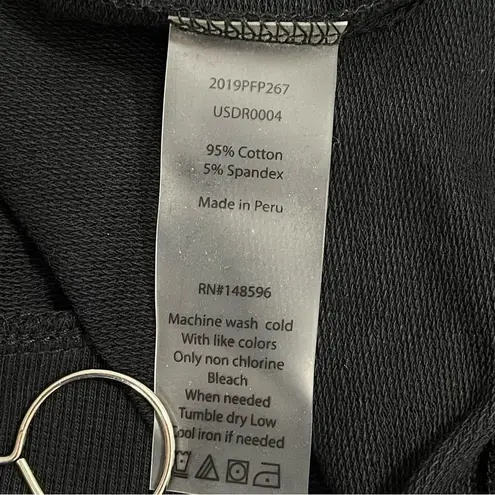 2019PFP267
USDR0004
95% Cotton
5% Spandex
Made in Peru
RN#148596
Machine wash cold
With like colors
Only non chlorine
Bleach
When needed
Tumble dry Low
Cool iron if needed